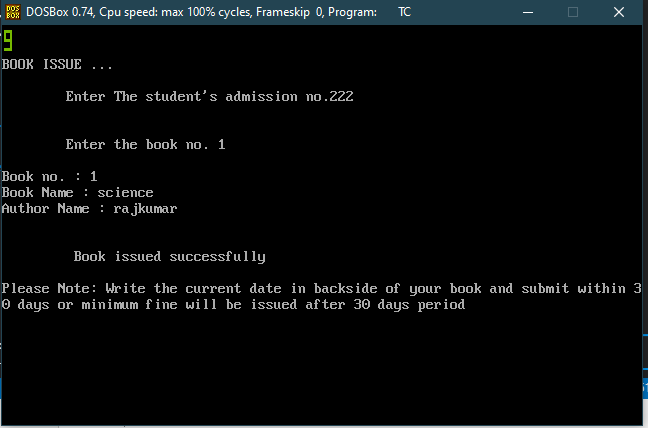 DOSBox 0.74, Cpu speed: max 100% cycles, Frameskip 0, Program: TC
BOOK ISSUE ...
Enter The student's admission no.222
Enter the book no. 1
Book no. : 1
Book Name : science
Author Name : rajkumar
Book issued successfully
Please Note: Write the current date in backside of your book and submit within 3
0 days or minimum fine will be issued after 30 days period